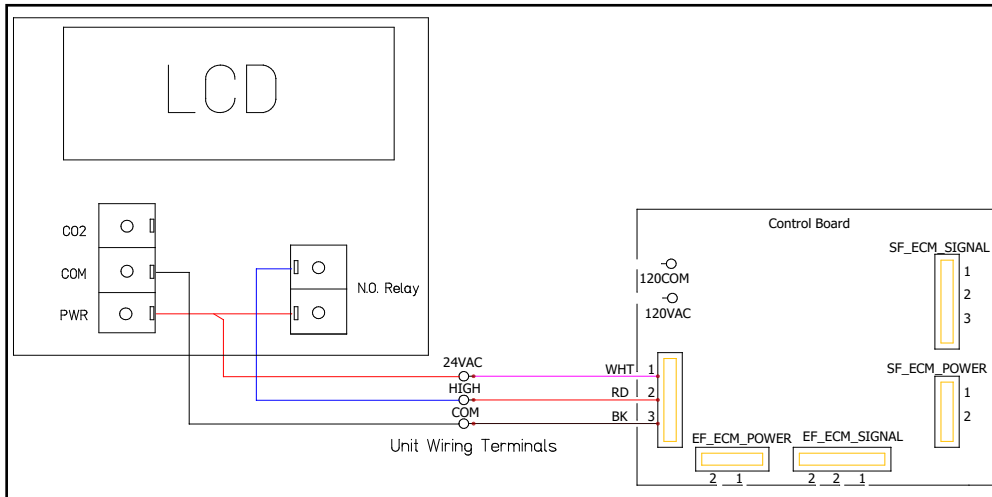 LCD
CO2
COM
PWR
N.O. Relay
Control Board
SF_ECM_SIGNAL
1
2
3
120COM
120VAC
24VAC
HIGH
COM
Unit Wiring Terminals
WHT 1
RD 2
BK 3
SF_ECM_POWER
1
2
EF_ECM_POWER
2 1
EF_ECM_SIGNAL
2 2 1